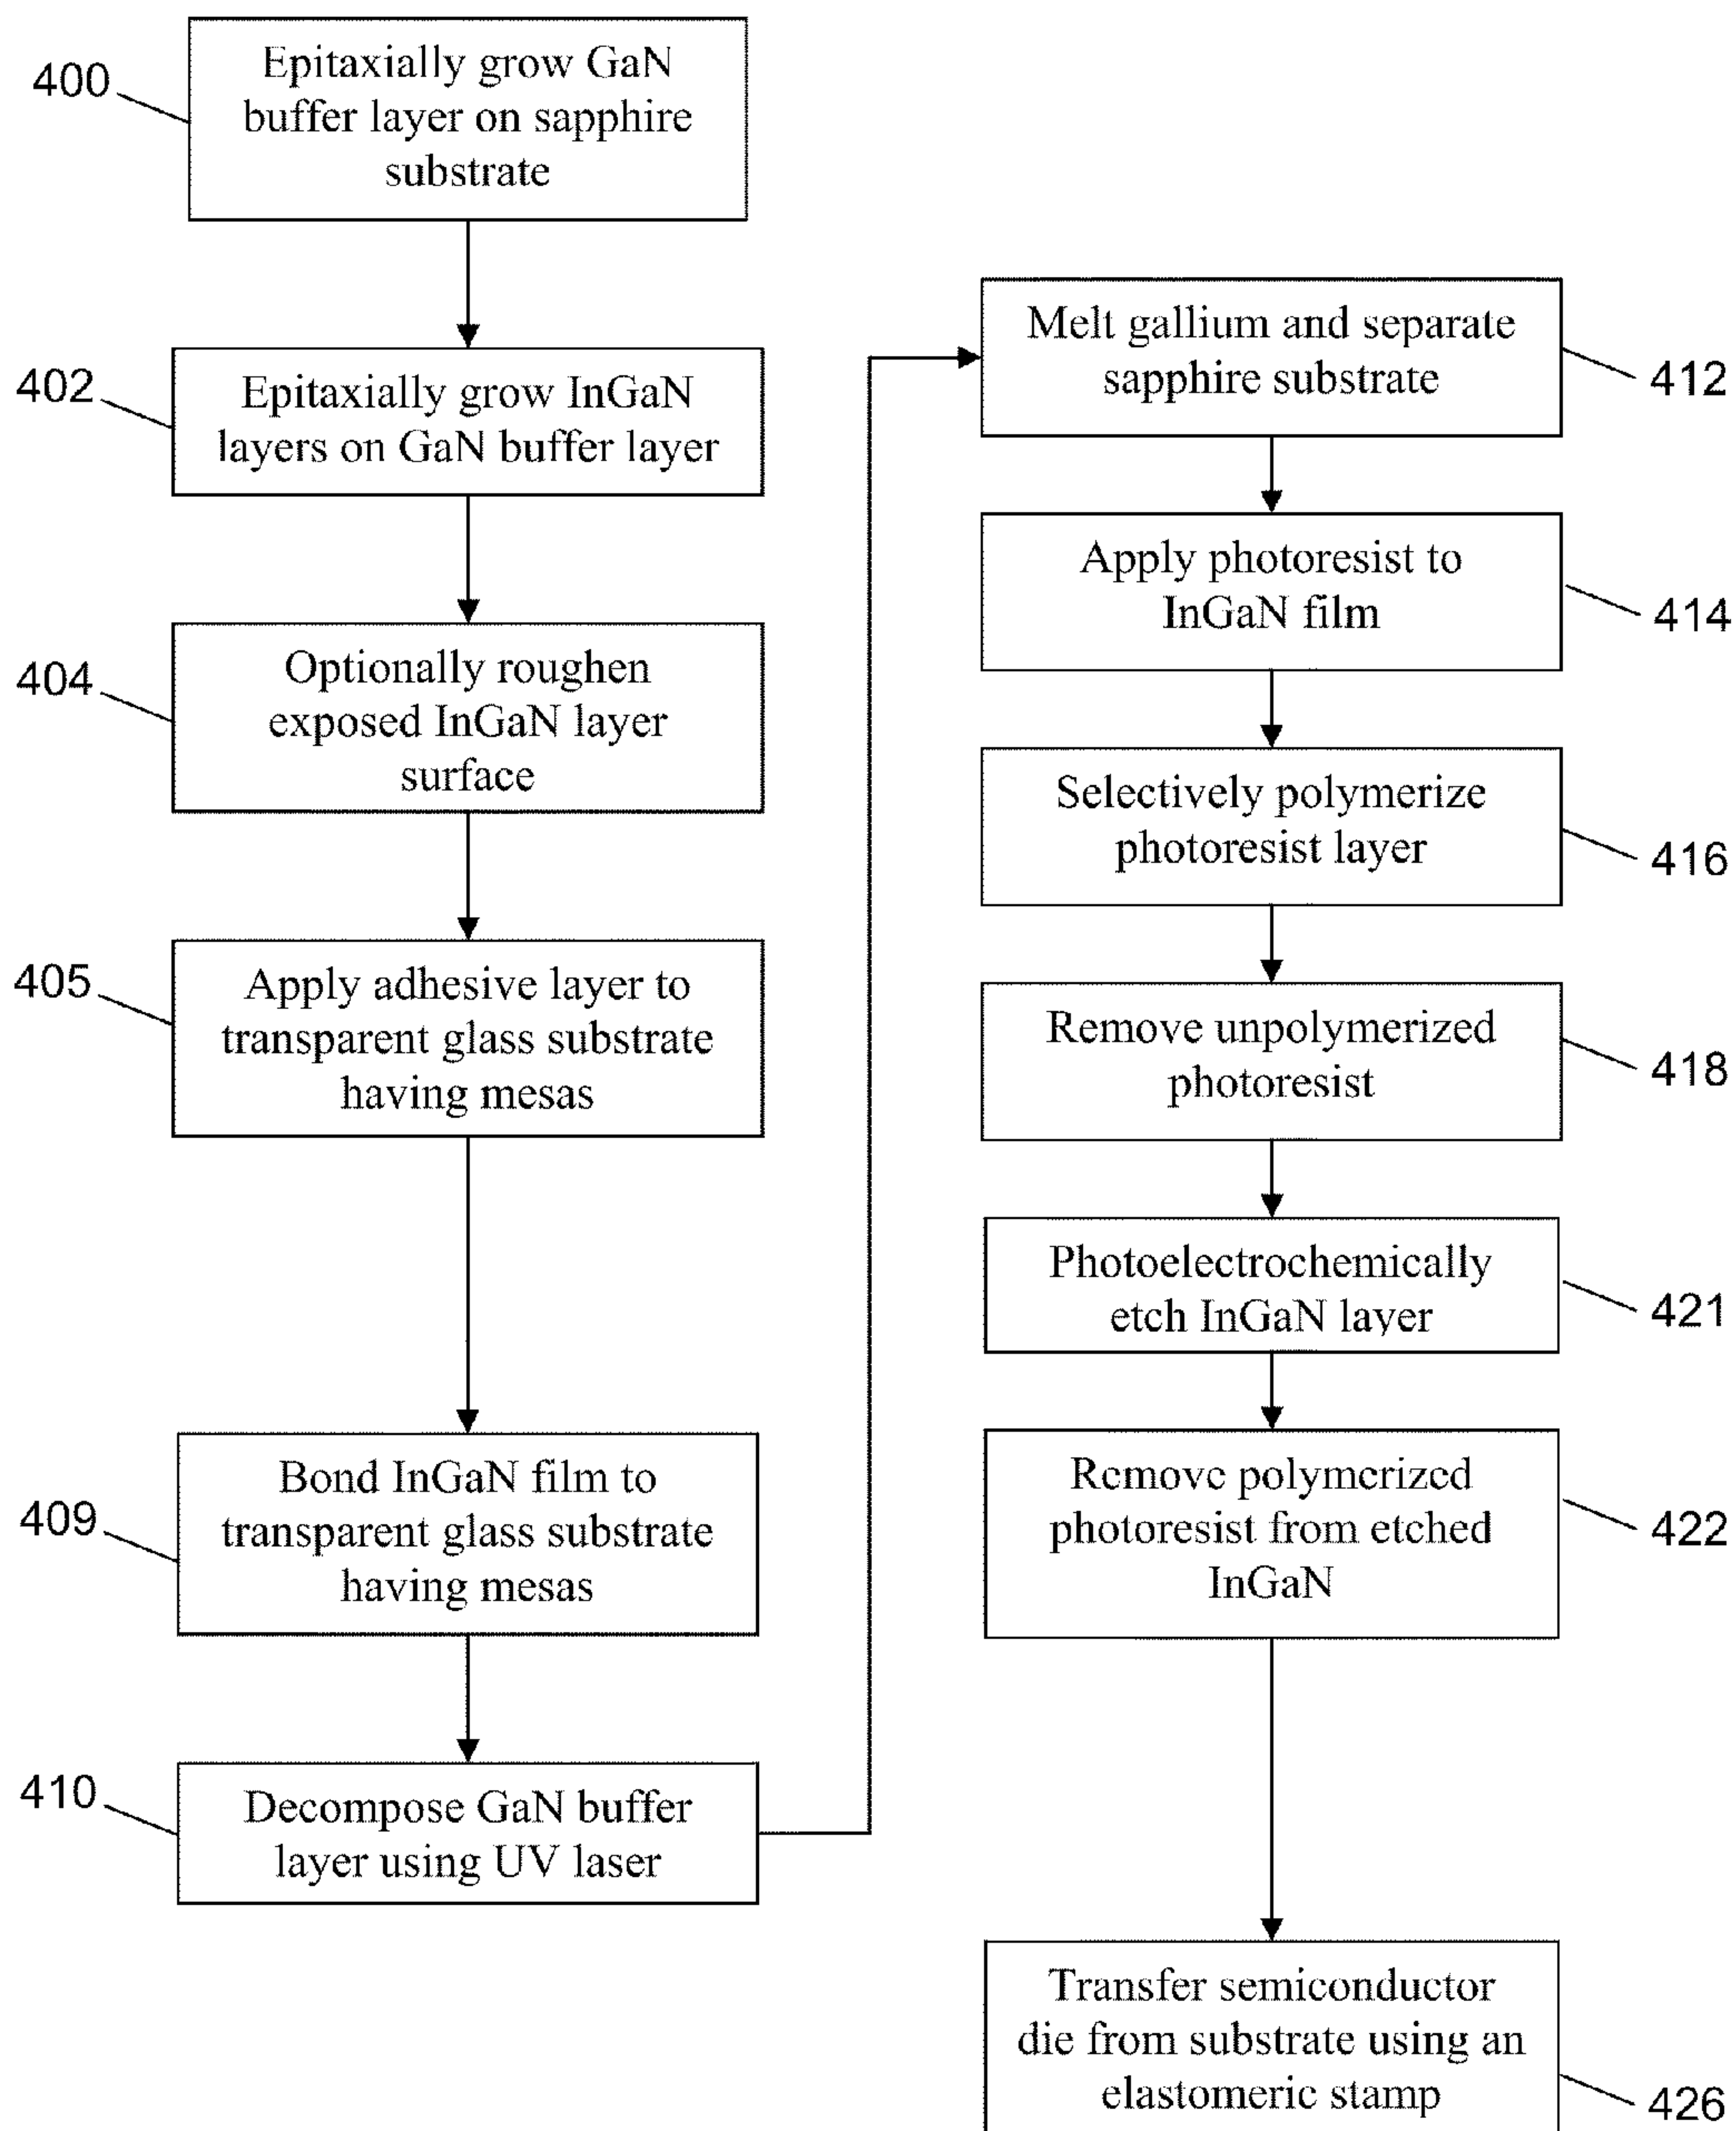 400
Epitaxially grow GaN
buffer layer on sapphire
substrate
402
Epitaxially grow InGaN
layers on GaN buffer layer
404
Optionally roughen
exposed InGaN layer
surface
405
Apply adhesive layer to
transparent glass substrate
having mesas
409
Bond InGaN film to
transparent glass substrate
having mesas
410
Decompose GaN buffer
layer using UV laser
Melt gallium and separate
sapphire substrate
412
Apply photoresist to
InGaN film
414
Selectively polymerize
photoresist layer
416
Remove unpolymerized
photoresist
418
Photoelectrochemically
etch InGaN layer
421
Remove polymerized
photoresist from etched
InGaN
422
Transfer semiconductor
die from substrate using an
elastomeric stamp
426